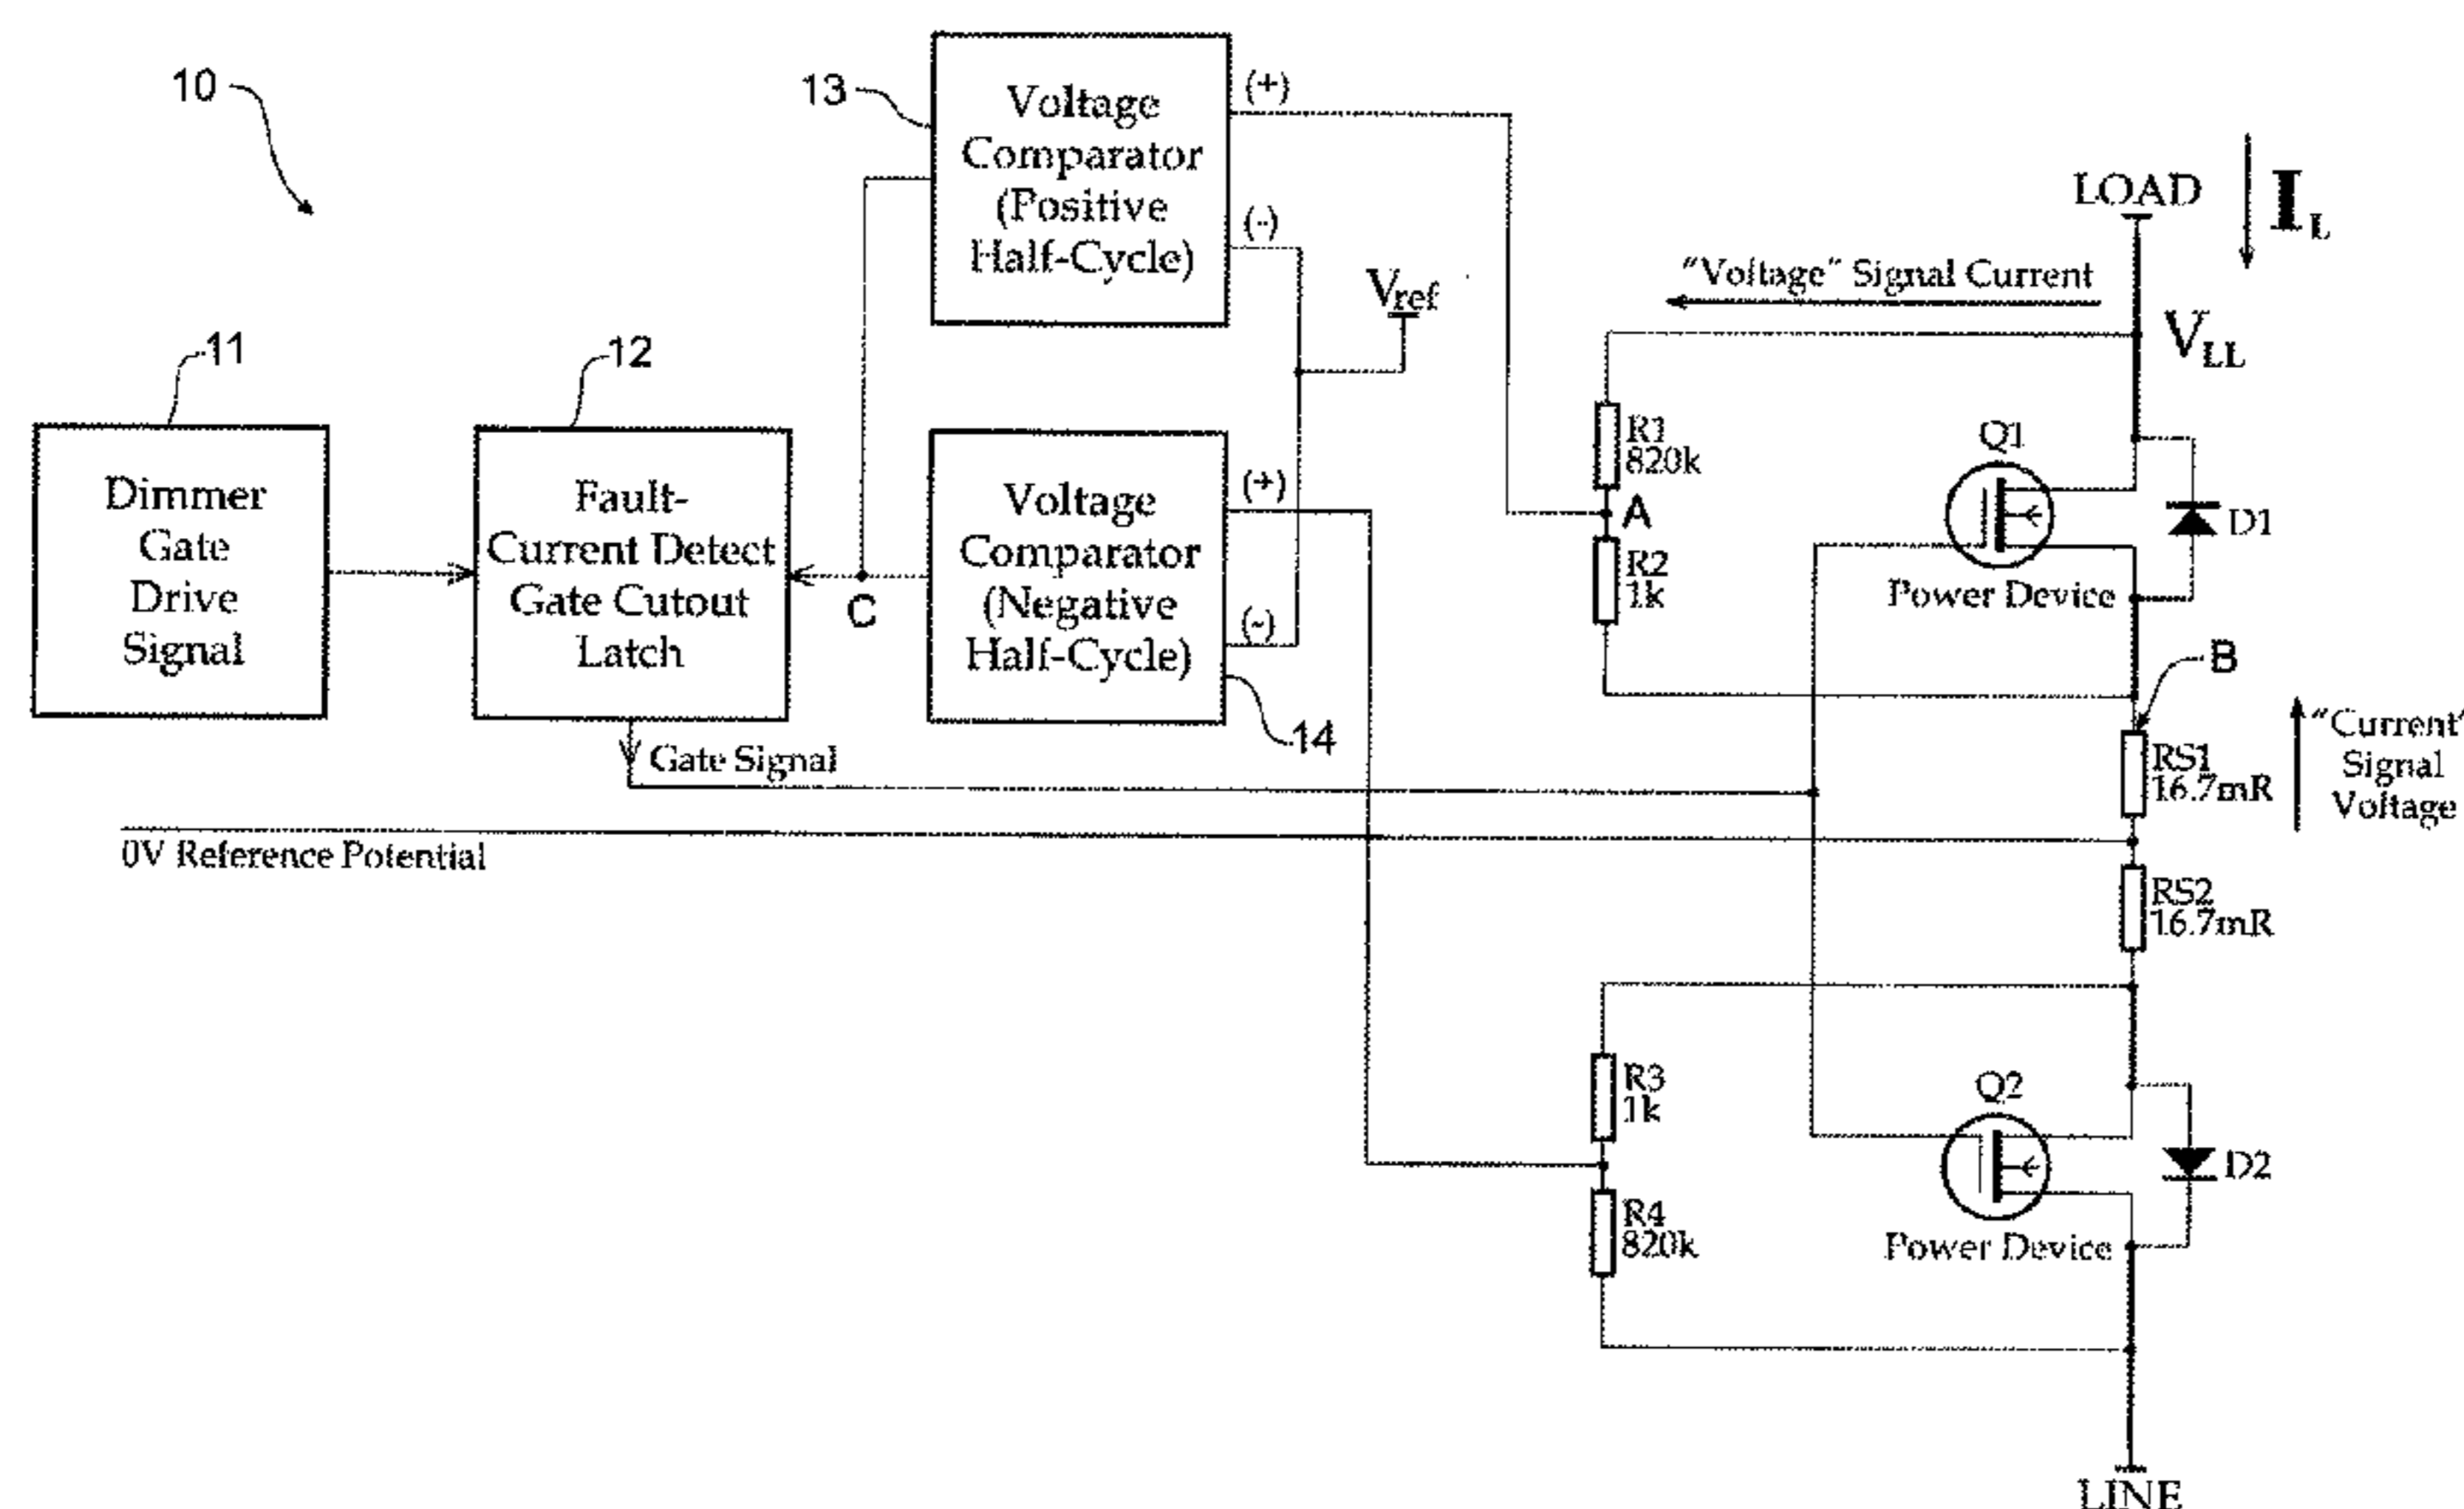 10
13
Voltage
Comparator
(Positive
Half-Cycle)
(+)
(-)
Vref
LOAD
IL
"Voltage" Signal Current
VLL
11
Dimmer
Gate
Drive
Signal
12
Fault-
Current Detect
Gate Cutout
Latch
C
Voltage
Comparator
(Negative
Half-Cycle)
(+)
(-)
14
R1
820k
A
R2
1k
Q1
Power Device
D1
B
Gate Signal
RS1
16.7mR
"Current"
Signal
Voltage
0V Reference Potential
RS2
16.7mR
R3
1k
R4
820k
Q2
Power Device
D2
LINE